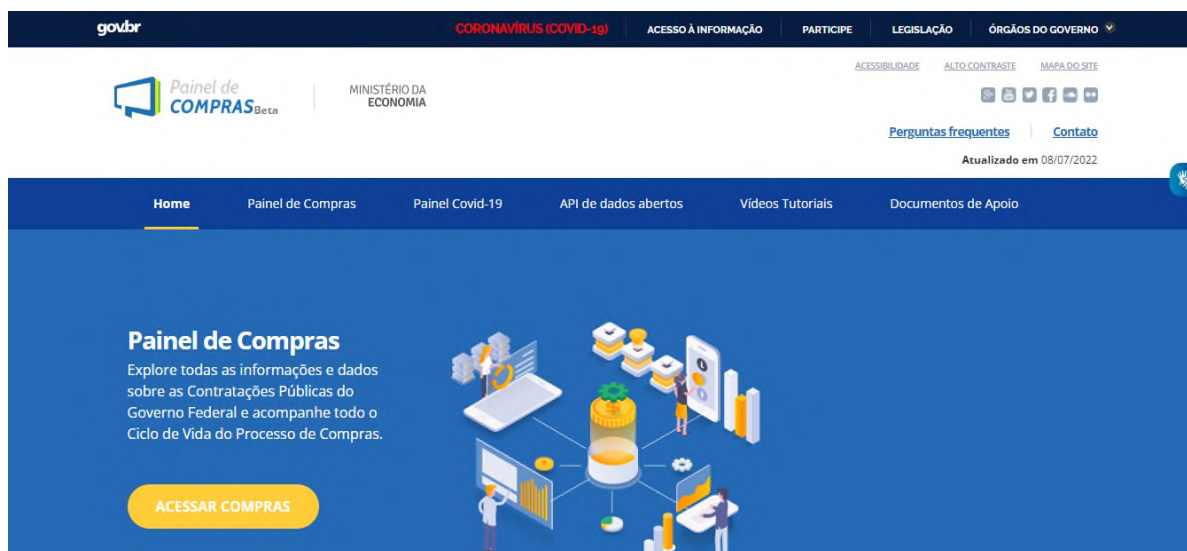 gov.br
CORONAVÍRUS (COVID-19) ACESSO À INFORMAÇÃO PARTICIPE LEGISLAÇÃO ÓRGÃOS DO GOVERNO
ACESSIBILIDADE ALTO CONTRASTE MAPA DO SITE
Painel de
COMPRAS Beta
MINISTÉRIO DA
ECONOMIA
Perguntas frequentes Contato
Atualizado em 08/07/2022
Home Painel de Compras Painel Covid-19 API de dados abertos Vídeos Tutoriais Documentos de Apoio
Painel de Compras
Explore todas as informações e dados
sobre as Contratações Públicas do
Governo Federal e acompanhe todo o
Ciclo de Vida do Processo de Compras.
ACESSAR COMPRAS